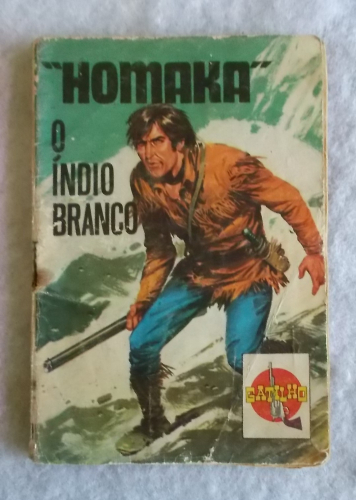 "HOMAKA"
O
ÍNDIO
BRANCO
GATILHO